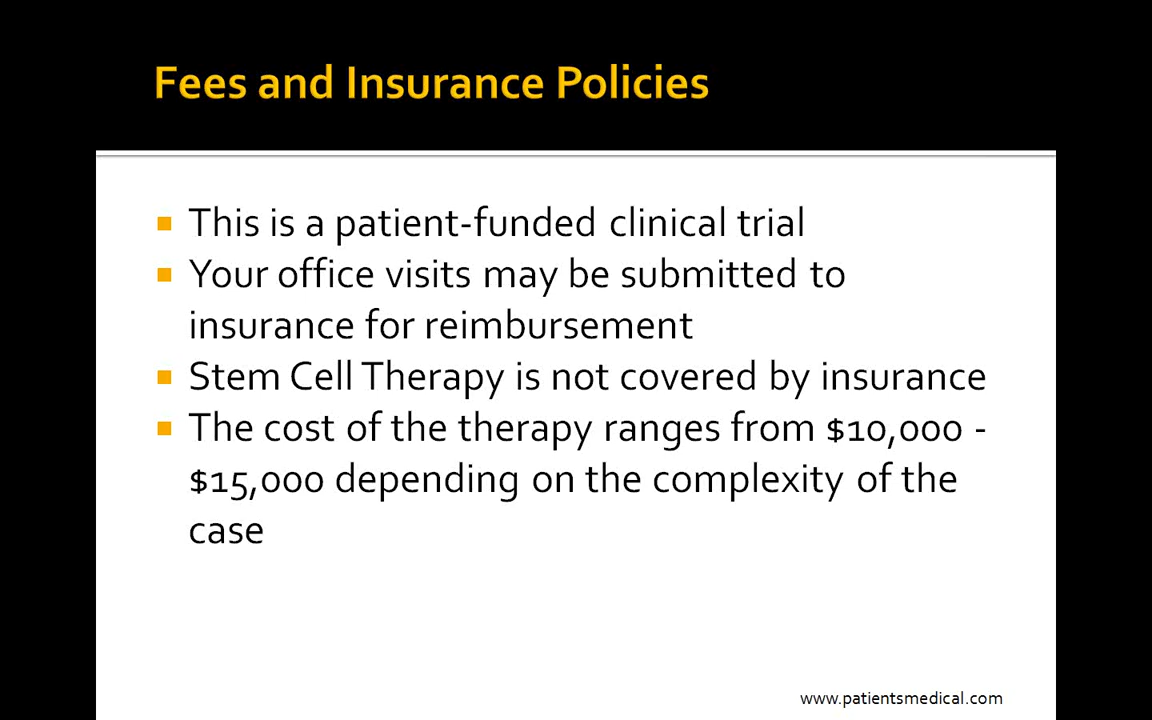 Fees and Insurance Policies
This is a patient-funded clinical trial
Your office visits may be submitted to
insurance for reimbursement
Stem Cell Therapy is not covered by insurance
The cost of the therapy ranges from $10,000 -
$15,000 depending on the complexity of the
case
www.patientsmedical.com